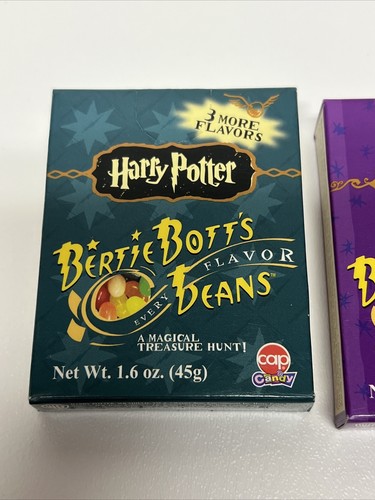 3 MORE
FLAVORS
Harry Potter
BERTIE BOTT'S
EVERY FLAVOR
BEANS™
A MAGICAL
TREASURE HUNT!
Net Wt. 1.6 oz. (45g)
cap
Candy